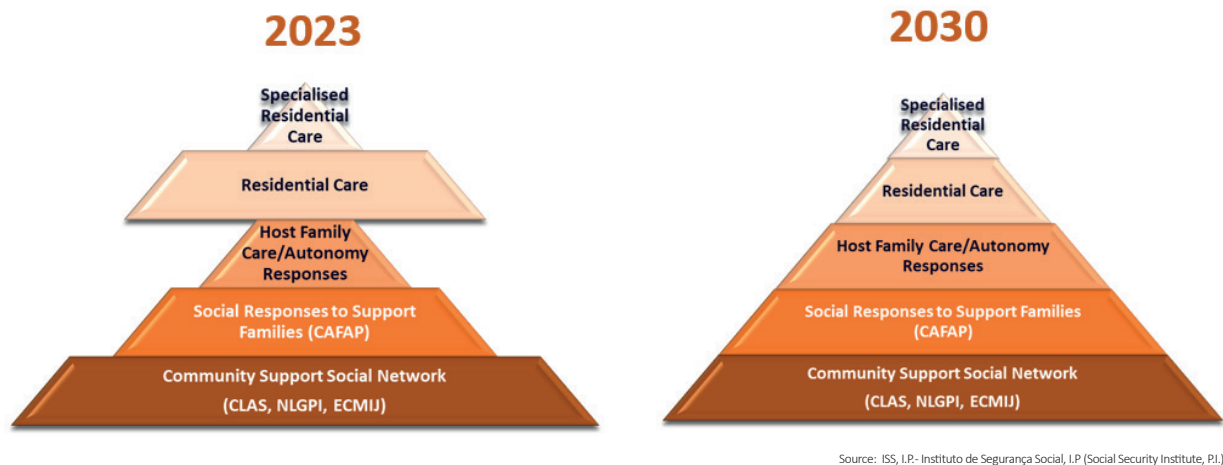 2023
Specialised
Residential
Care
Residential Care
Host Family
Care/Autonomy
Responses
Social Responses to Support
Families (CAFAP)
Community Support Social Network
(CLAS, NLGPI, ECMIJ)
2030
Specialised
Residential
Care
Residential Care
Host Family Care/Autonomy
Responses
Social Responses to Support Families
(CAFAP)
Community Support Social Network
(CLAS, NLGPI, ECMIJ)
Source: ISS, I.P.- Instituto de Segurança Social, I.P (Social Security Institute, P.I.)